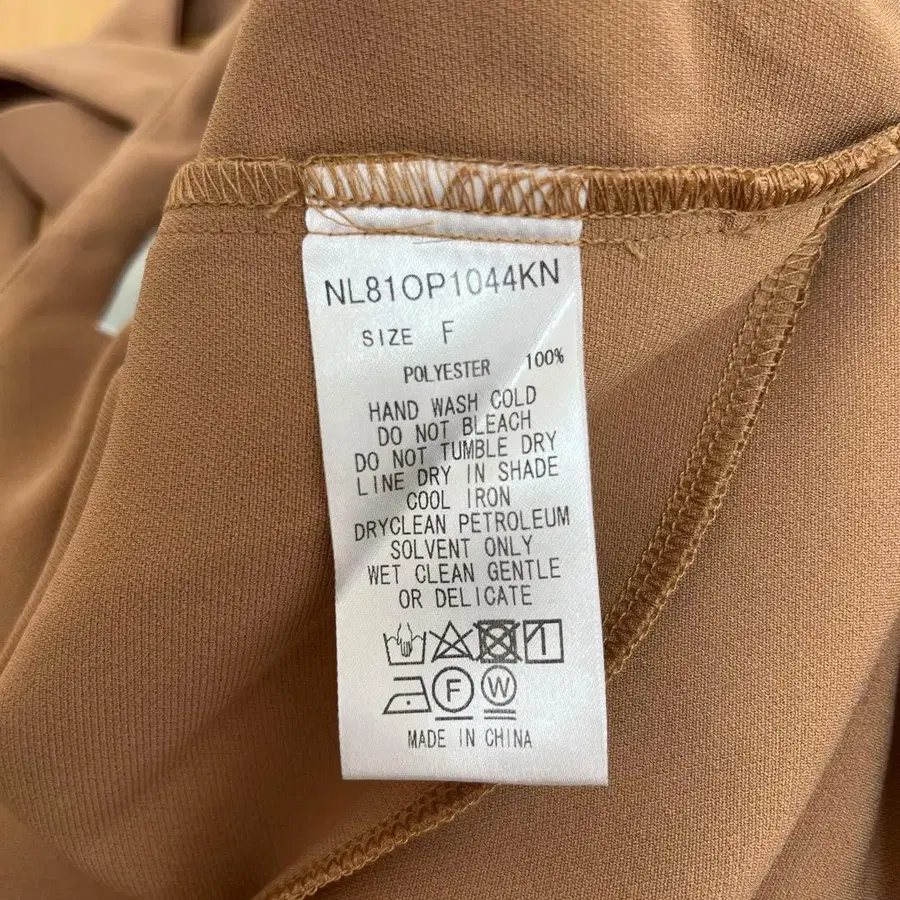 NL81OP1044KN
SIZE F
POLYESTER 100%
HAND WASH COLD
DO NOT BLEACH
DO NOT TUMBLE DRY
LINE DRY IN SHADE
COOL IRON
DRYCLEAN PETROLEUM
SOLVENT ONLY
WET CLEAN GENTLE
OR DELICATE
F W
MADE IN CHINA